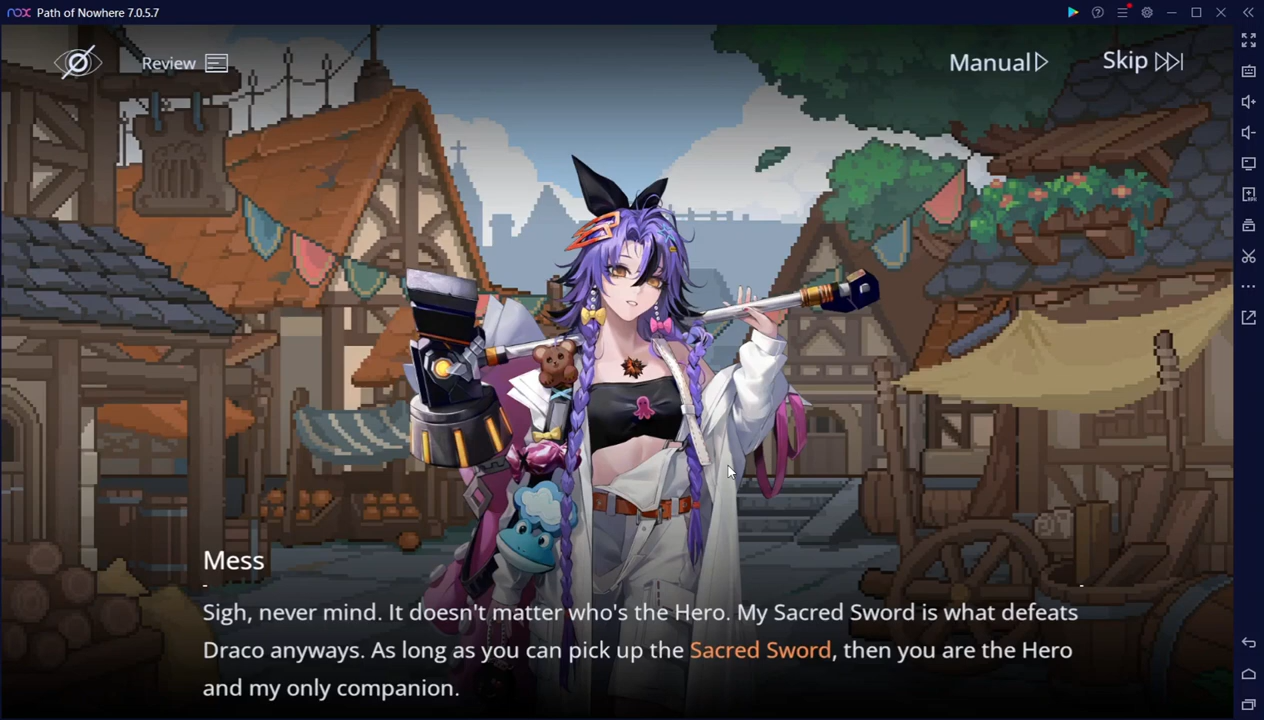 nox Path of Nowhere 7.0.5.7
Review
Manual
Skip
Mess
Sigh, never mind. It doesn't matter who's the Hero. My Sacred Sword is what defeats
Draco anyways. As long as you can pick up the Sacred Sword, then you are the Hero
and my only companion.